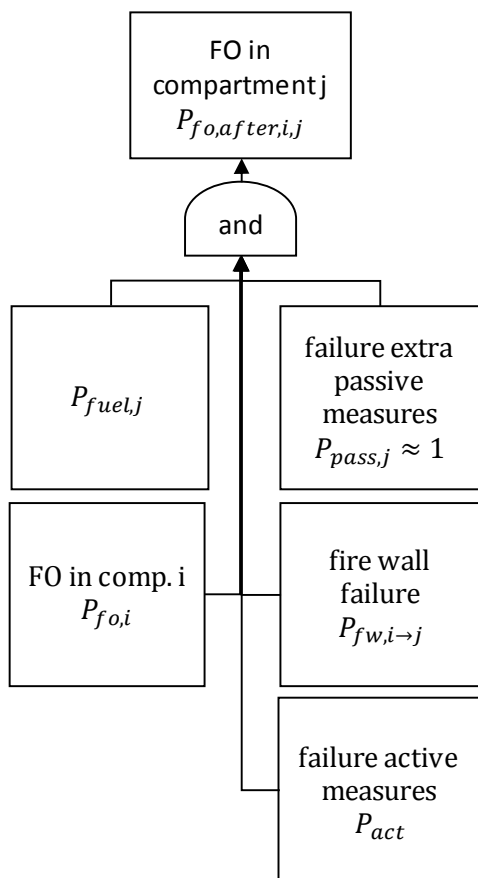 FO in
compartment j
P_{fo,after,i,j}
and
P_{fuel,j}
failure extra
passive
measures
P_{pass,j} ≈ 1
FO in comp. i
P_{fo,i}
fire wall
failure
P_{fw,i→j}
failure active
measures
P_{act}